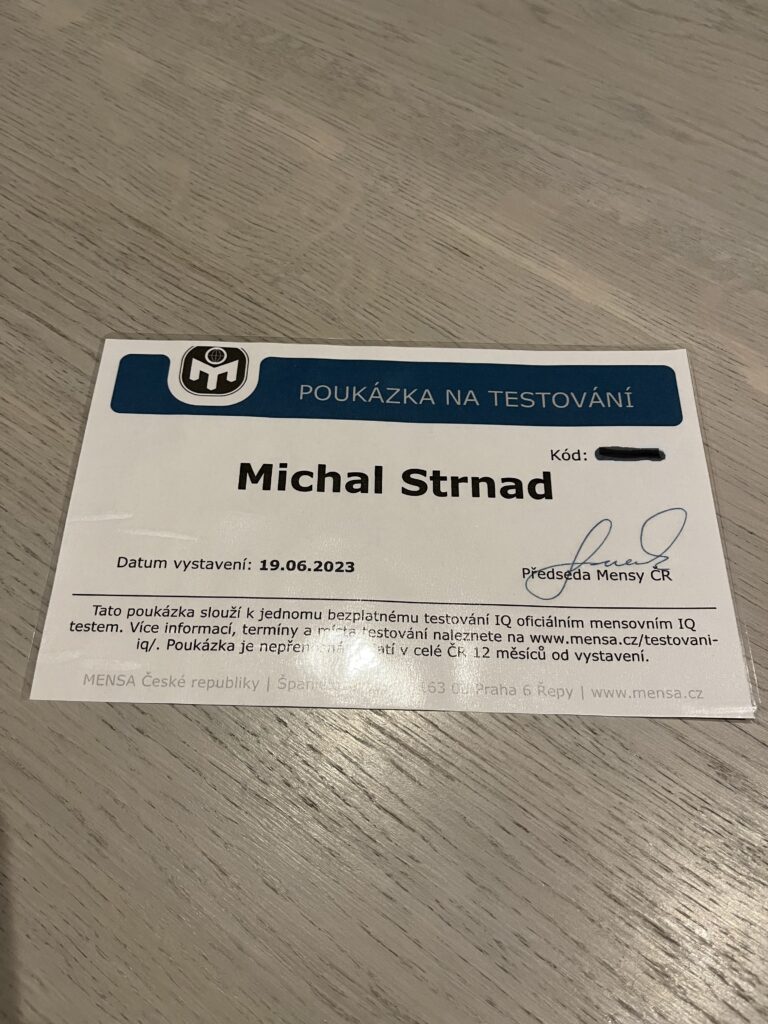 POUKÁZKA NA TESTOVÁNÍ
Kód:
Michal Strnad
Datum vystavení: 19.06.2023
Předseda Mensy ČR
Tato poukázka slouží k jednomu bezplatnému testování IQ oficiálním mensovním IQ
testem. Více informací, termíny a místa testování naleznete na www.mensa.cz/testovani-
iq/. Poukázka je v celé ČR 12 měsíců od vystavení.
MENSA České republiky | Praha 6 Řepy | www.mensa.cz